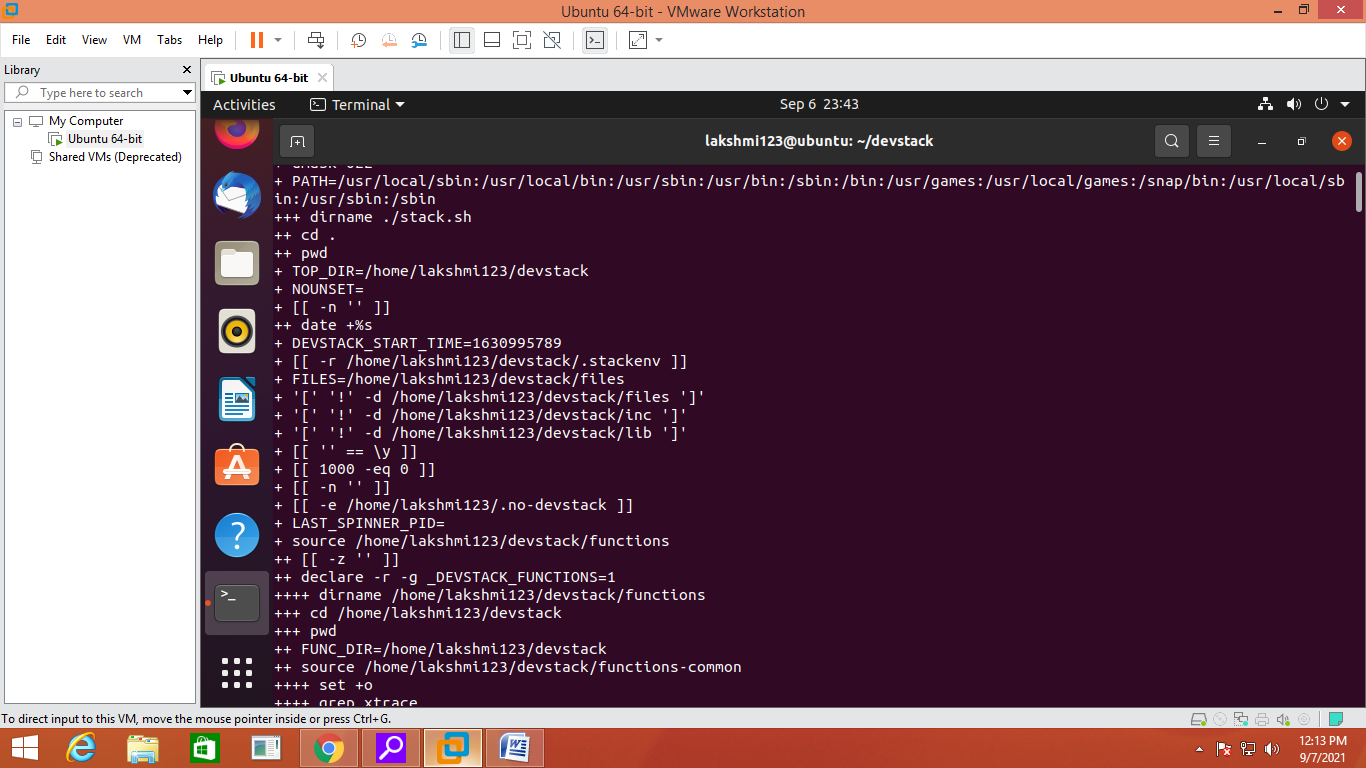 Ubuntu 64-bit - VMware Workstation
File Edit View VM Tabs Help
Library
Type here to search
My Computer
Ubuntu 64-bit
Shared VMs (Deprecated)
Ubuntu 64-bit
Activities Terminal Sep 6 23:43
lakshmi123@ubuntu: ~/devstack
+ PATH=/usr/local/sbin:/usr/local/bin:/usr/sbin:/usr/bin:/sbin:/bin:/usr/games:/usr/local/games:/snap/bin:/usr/local/sb
in:/usr/sbin:/sbin
+++ dirname ./stack.sh
++ cd .
++ pwd
+ TOP_DIR=/home/lakshmi123/devstack
+ NOUNSET=
+ [[ -n '' ]]
++ date +%s
+ DEVSTACK_START_TIME=1630995789
+ [[ -r /home/lakshmi123/devstack/.stackenv ]]
+ FILES=/home/lakshmi123/devstack/files
+ '[' '!' -d /home/lakshmi123/devstack/files ']'
+ '[' '!' -d /home/lakshmi123/devstack/inc ']'
+ '[' '!' -d /home/lakshmi123/devstack/lib ']'
+ [[ '' == \y ]]
+ [[ 1000 -eq 0 ]]
+ [[ -n '' ]]
+ [[ -e /home/lakshmi123/.no-devstack ]]
+ LAST_SPINNER_PID=
+ source /home/lakshmi123/devstack/functions
++ [[ -z '' ]]
++ declare -r -g _DEVSTACK_FUNCTIONS=1
++++ dirname /home/lakshmi123/devstack/functions
+++ cd /home/lakshmi123/devstack
+++ pwd
++ FUNC_DIR=/home/lakshmi123/devstack
++ source /home/lakshmi123/devstack/functions-common
++++ set +o
++++ grep xtrace
To direct input to this VM, move the mouse pointer inside or press Ctrl+G.
12:13 PM
9/7/2021